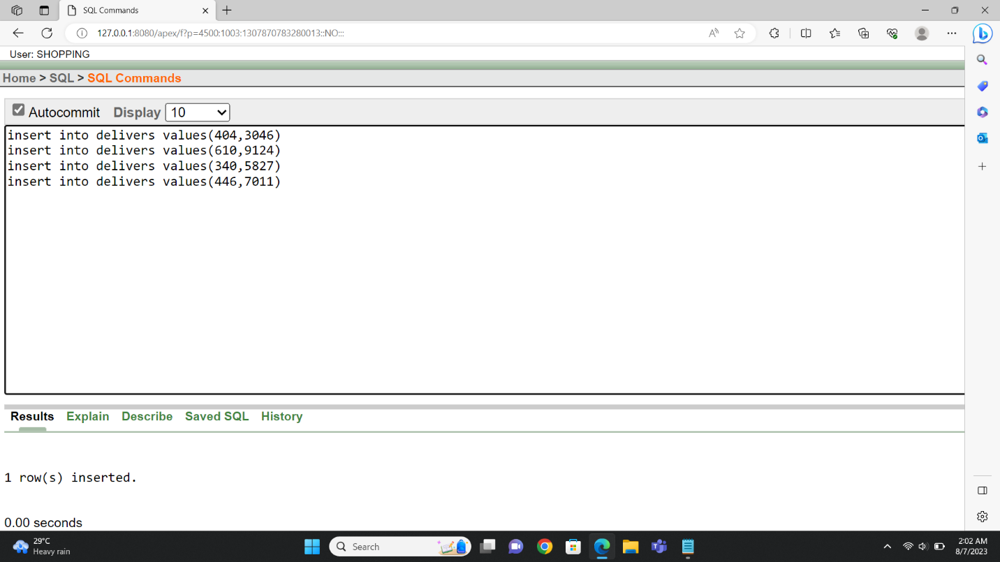 SQL Commands
127.0.0.1:8080/apex/f?p=4500:1003:1307870783280013::NO:::
User: SHOPPING
Home > SQL > SQL Commands
Autocommit Display 10
insert into delivers values(404,3046)
insert into delivers values(610,9124)
insert into delivers values(340,5827)
insert into delivers values(446,7011)
Results Explain Describe Saved SQL History
1 row(s) inserted.
0.00 seconds
29°C
Heavy rain
Search
2:02 AM
8/7/2023